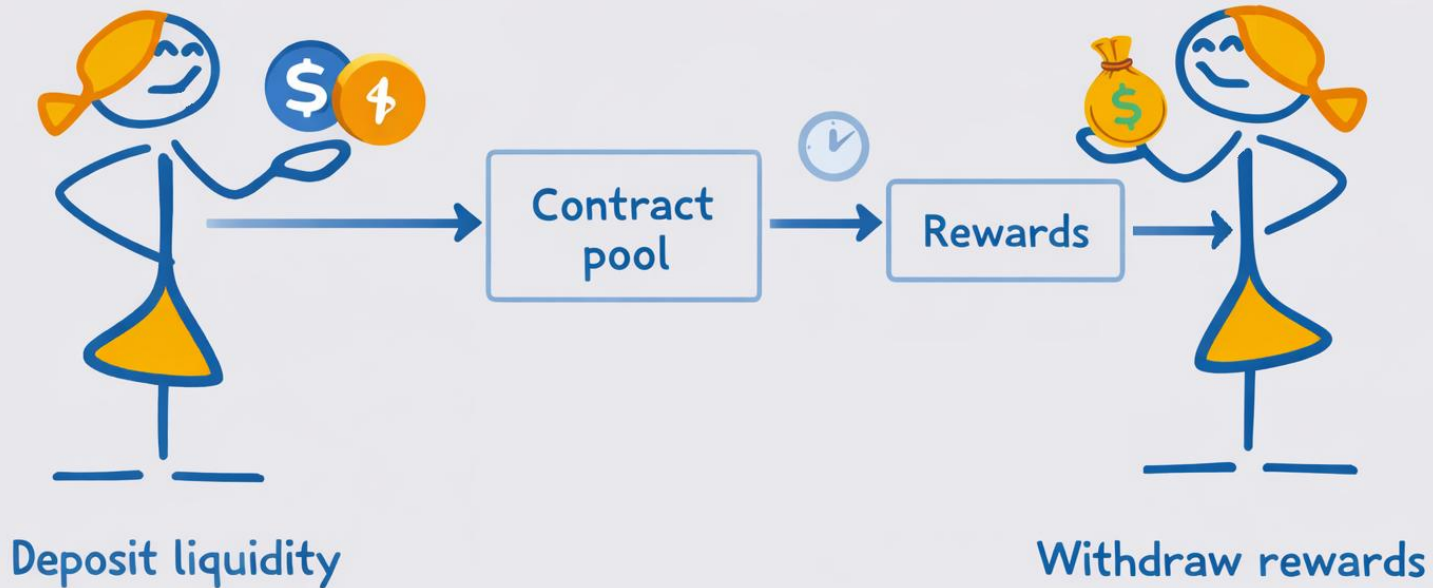 $
$
Contract
pool
Rewards
Deposit liquidity
Withdraw rewards